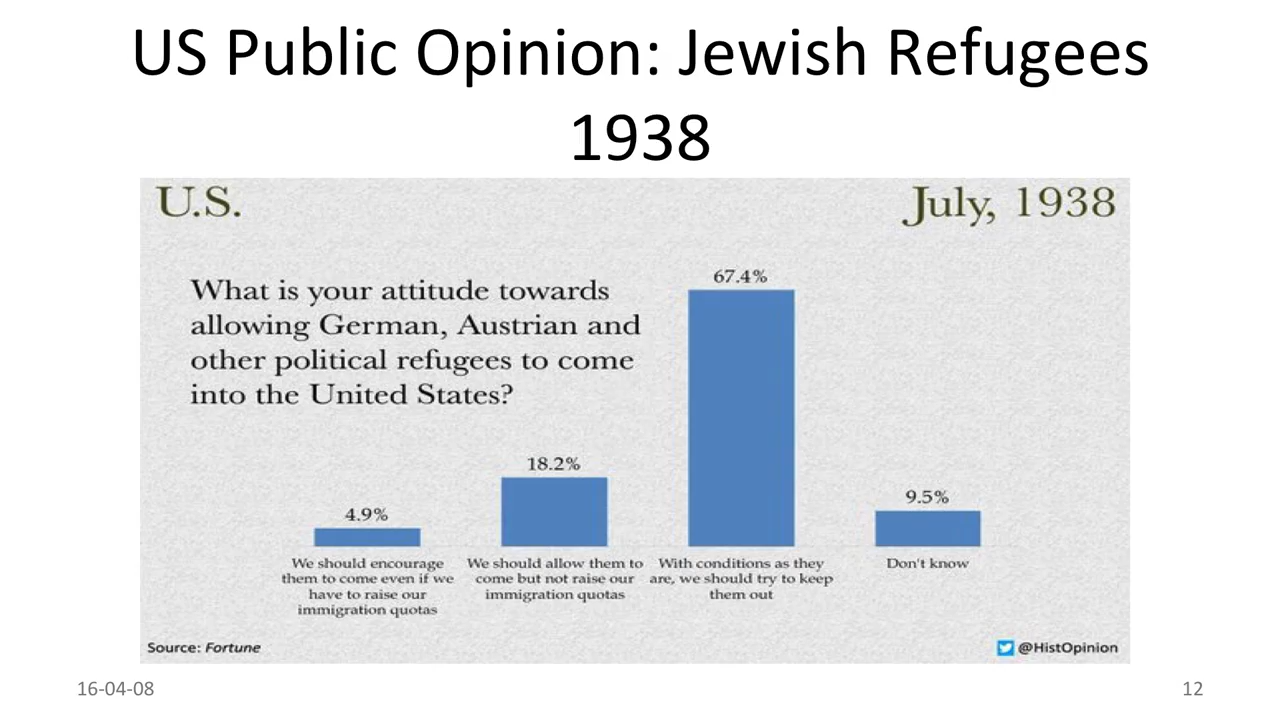 US Public Opinion: Jewish Refugees
1938
U.S.
July, 1938
What is your attitude towards
allowing German, Austrian and
other political refugees to come
into the United States?
67.4%
18.2%
9.5%
4.9%
We should encourage
them to come even if we
have to raise our
immigration quotas
We should allow them to
come but not raise our
immigration quotas
With conditions as they
are, we should try to keep
them out
Don't know
Source: Fortune
@HistOpinion
16-04-08
12